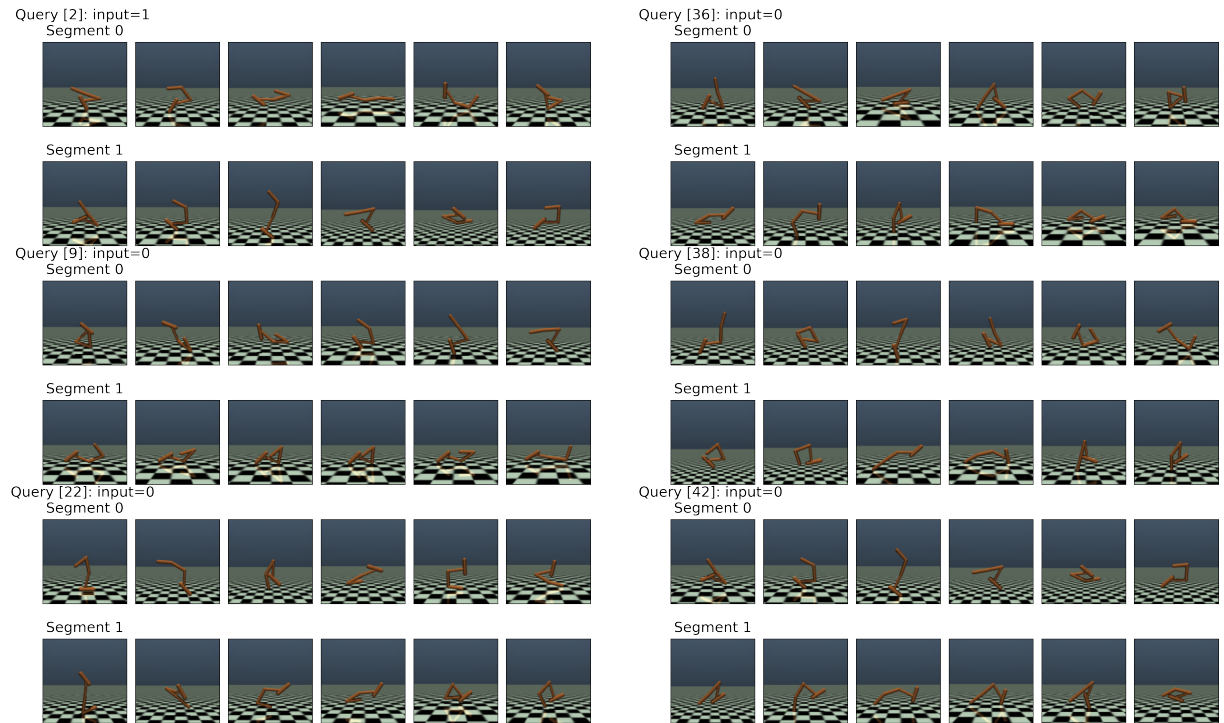 Query [2]: input=1
Segment 0
Segment 1
Query [9]: input=0
Segment 0
Segment 1
Query [22]: input=0
Segment 0
Segment 1
Query [36]: input=0
Segment 0
Segment 1
Query [38]: input=0
Segment 0
Segment 1
Query [42]: input=0
Segment 0
Segment 1